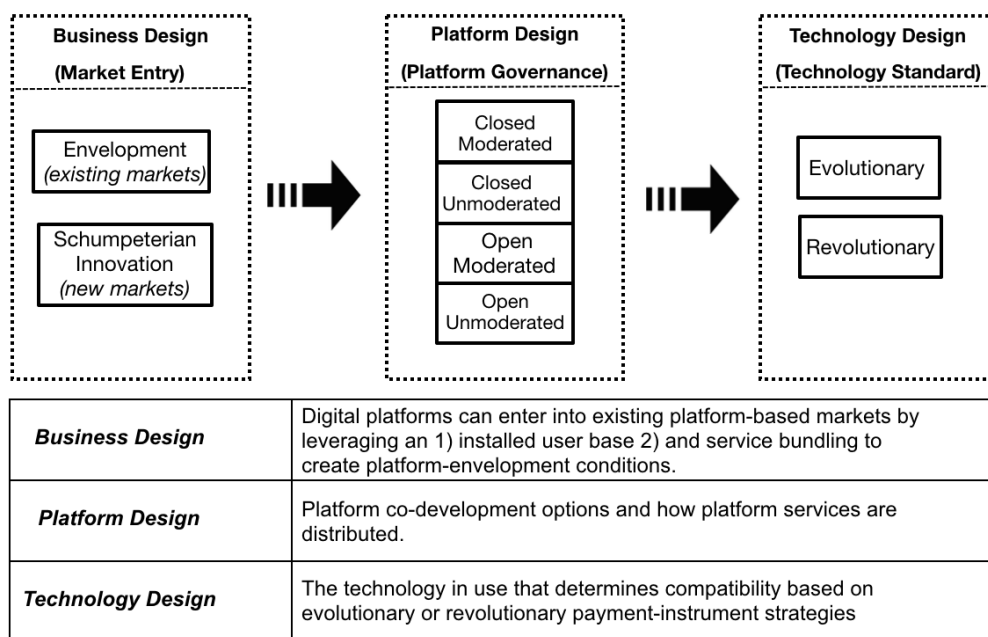 Business Design
(Market Entry)
Envelopment
(existing markets)
Schumpeterian
Innovation
(new markets)
Platform Design
(Platform Governance)
Closed
Moderated
Closed
Unmoderated
Open
Moderated
Open
Unmoderated
Technology Design
(Technology Standard)
Evolutionary
Revolutionary
Business Design
Digital platforms can enter into existing platform-based markets by
leveraging an 1) installed user base 2) and service bundling to
create platform-envelopment conditions.
Platform Design
Platform co-development options and how platform services are
distributed.
Technology Design
The technology in use that determines compatibility based on
evolutionary or revolutionary payment-instrument strategies